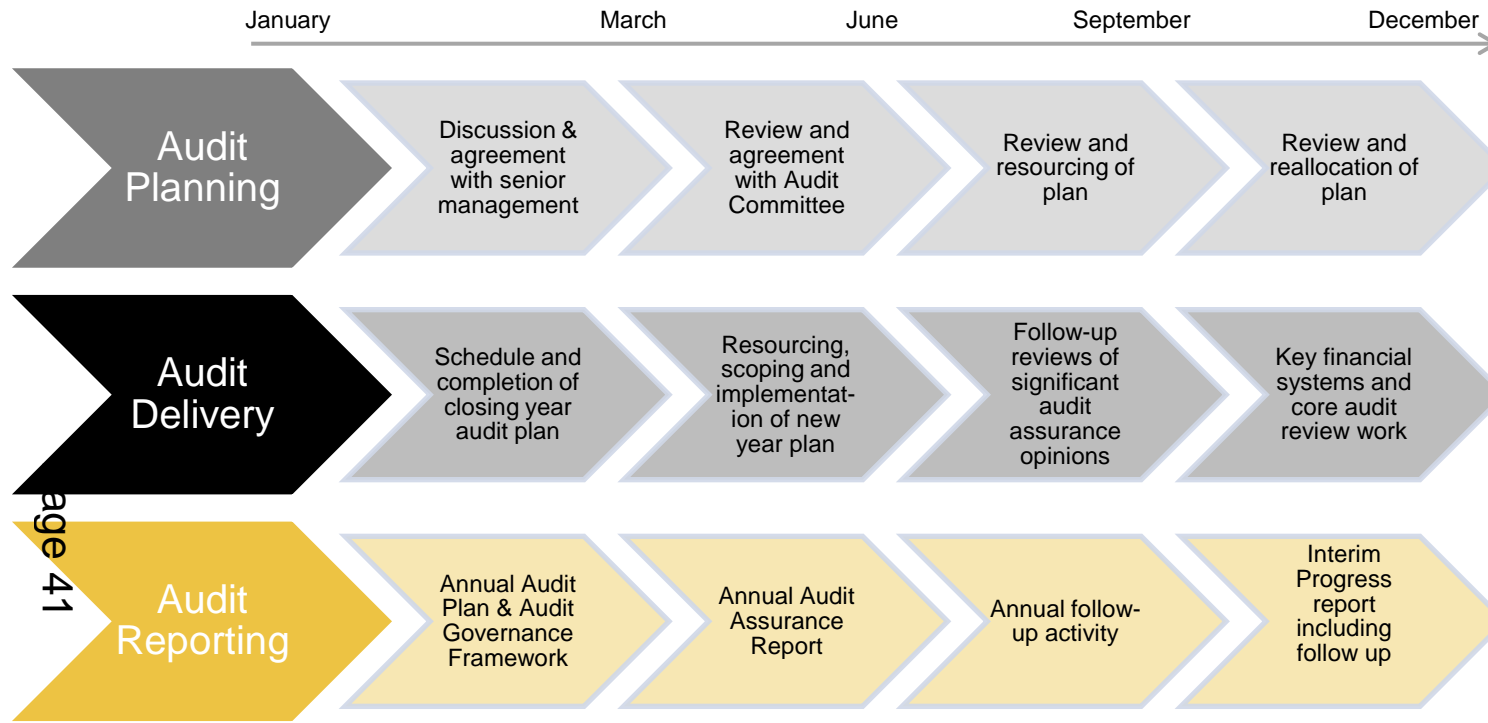 January March June September December
Audit
Planning
Discussion &
agreement
with senior
management
Review and
agreement
with Audit
Committee
Review and
resourcing of
plan
Review and
reallocation of
plan
Audit
Delivery
Schedule and
completion of
closing year
audit plan
Resourcing,
scoping and
implementat-
ion of new
year plan
Follow-up
reviews of
significant
audit
assurance
opinions
Key financial
systems and
core audit
review work
age 41
Audit
Reporting
Annual Audit
Plan & Audit
Governance
Framework
Annual Audit
Assurance
Report
Annual follow-
up activity
Interim
Progress
report
including
follow up